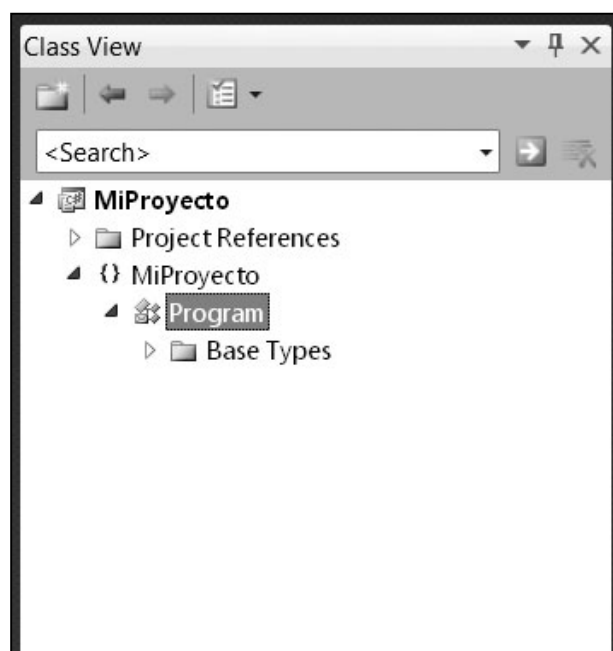 Class View
<Search>
MiProyecto
Project References
{} MiProyecto
Program
Base Types